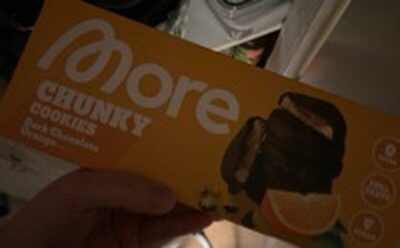 More
CHUNKY
COOKIES
Dark Chocolate
Orange